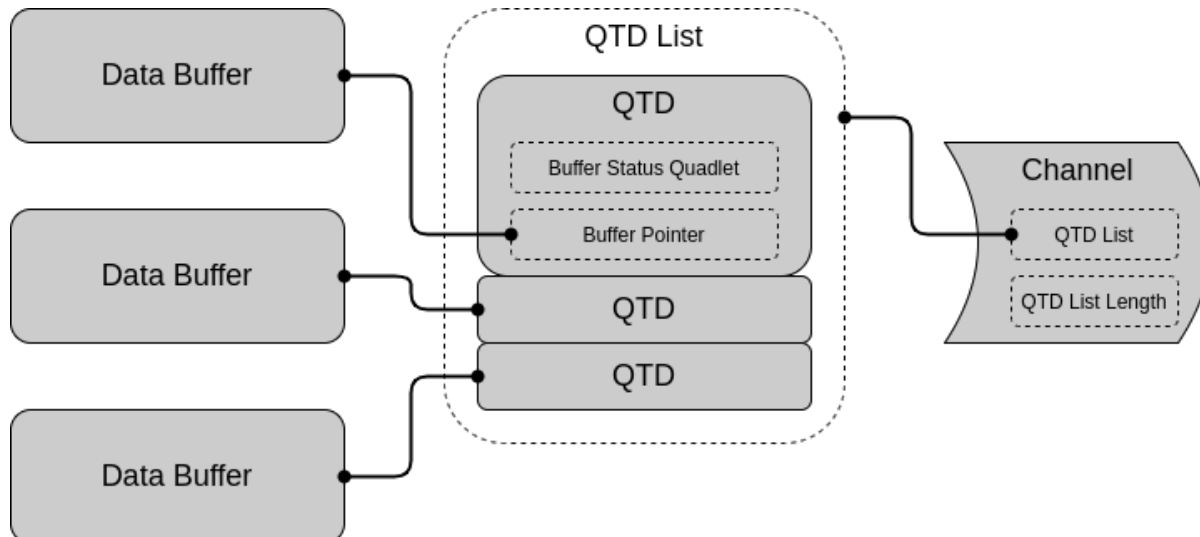 Data Buffer
Data Buffer
Data Buffer
QTD List
QTD
Buffer Status Quadlet
Buffer Pointer
QTD
QTD
Channel
QTD List
QTD List Length